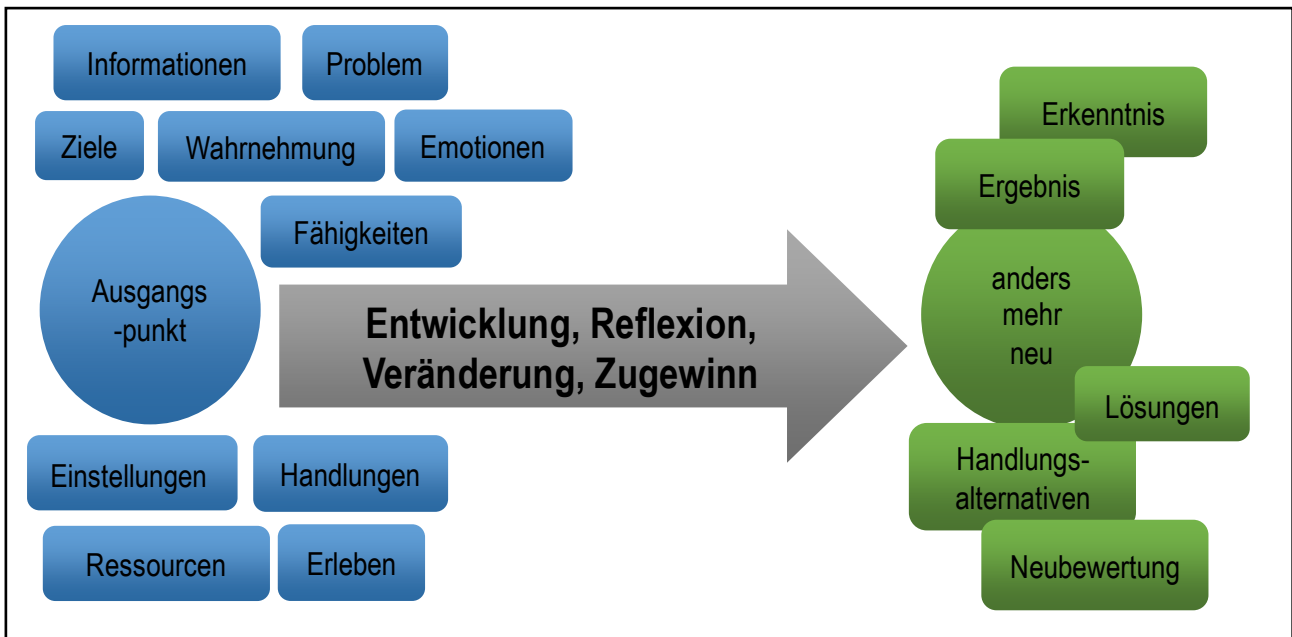 Informationen
Problem
Ziele
Wahrnehmung
Emotionen
Fähigkeiten
Ausgangs
-punkt
Einstellungen
Handlungen
Ressourcen
Erleben
Entwicklung, Reflexion,
Veränderung, Zugewinn
Erkenntnis
Ergebnis
anders
mehr
neu
Lösungen
Handlungs-
alternativen
Neubewertung